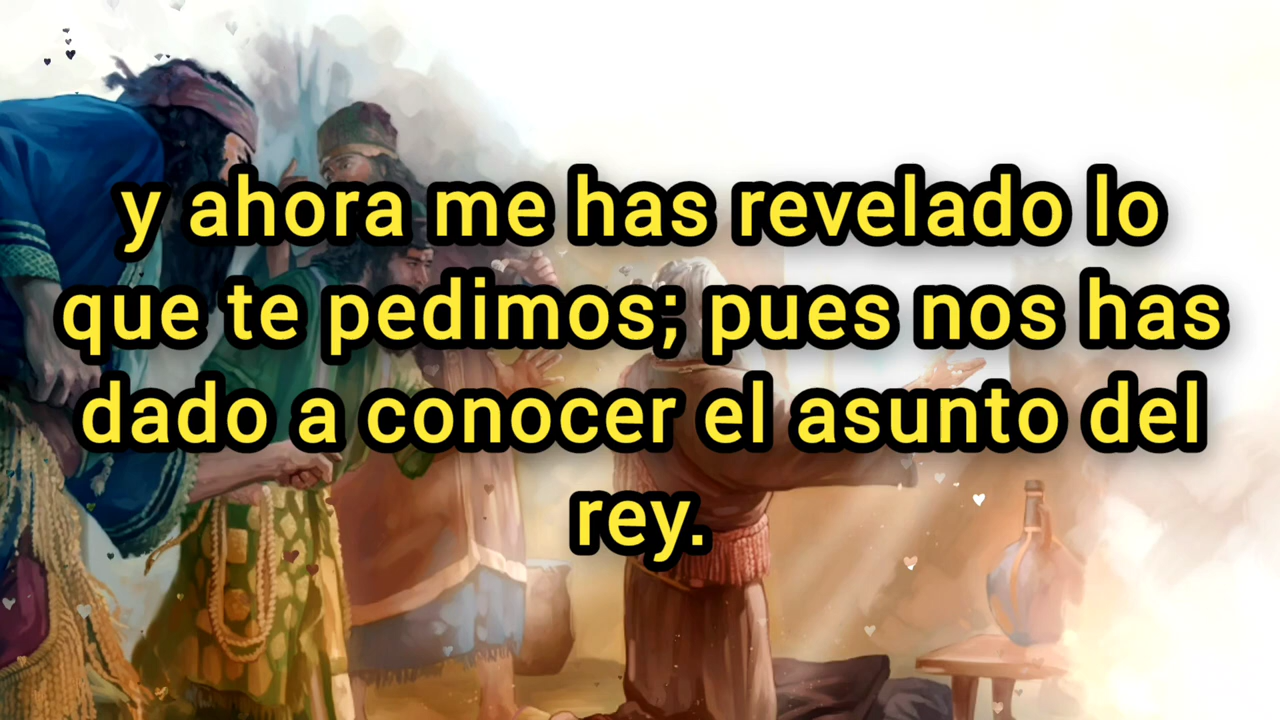 y ahora me has revelado lo
que te pedimos; pues nos has
dado a conocer el asunto del
rey.